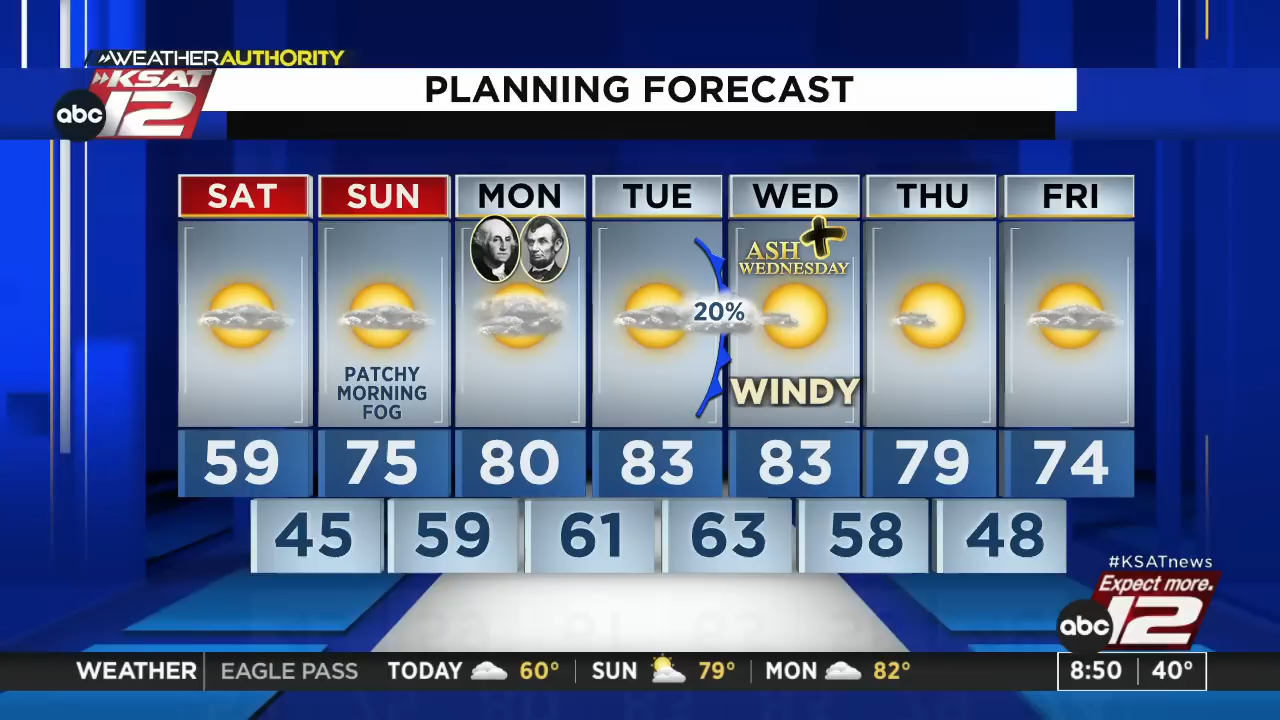 WEATHER AUTHORITY
KSAT
abc 12
PLANNING FORECAST
SAT SUN MON TUE WED THU FRI
ASH
WEDNESDAY
20%
PATCHY
MORNING
FOG
WINDY
59 75 80 83 83 79 74
45 59 61 63 58 48
#KSATnews
Expect more.
abc 12
WEATHER EAGLE PASS TODAY 60° SUN 79° MON 82° 8:50 40°